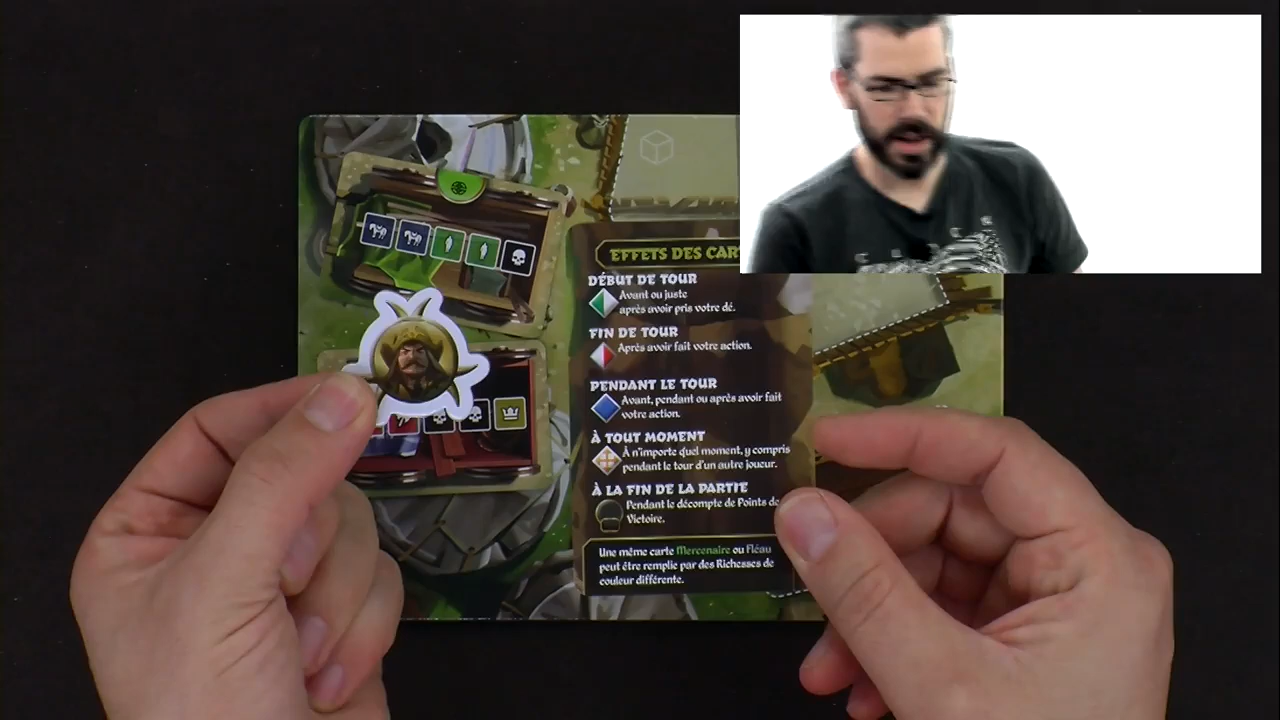 EFFETS DES
DÉBUT DE TOUR
Avant ou juste
après avoir pris votre dé.
FIN DE TOUR
Après avoir fait votre action.
PENDANT LE TOUR
Avant, pendant ou après avoir fait
votre action.
À TOUT MOMENT
À n'importe quel moment, y compris
pendant le tour d'un autre joueur.
À LA FIN DE LA PARTIE
Pendant le décompte de Points de
Victoire.
Une même carte Mercenaire ou Fléau
peut être remplie par des Richesses de
couleur différente.